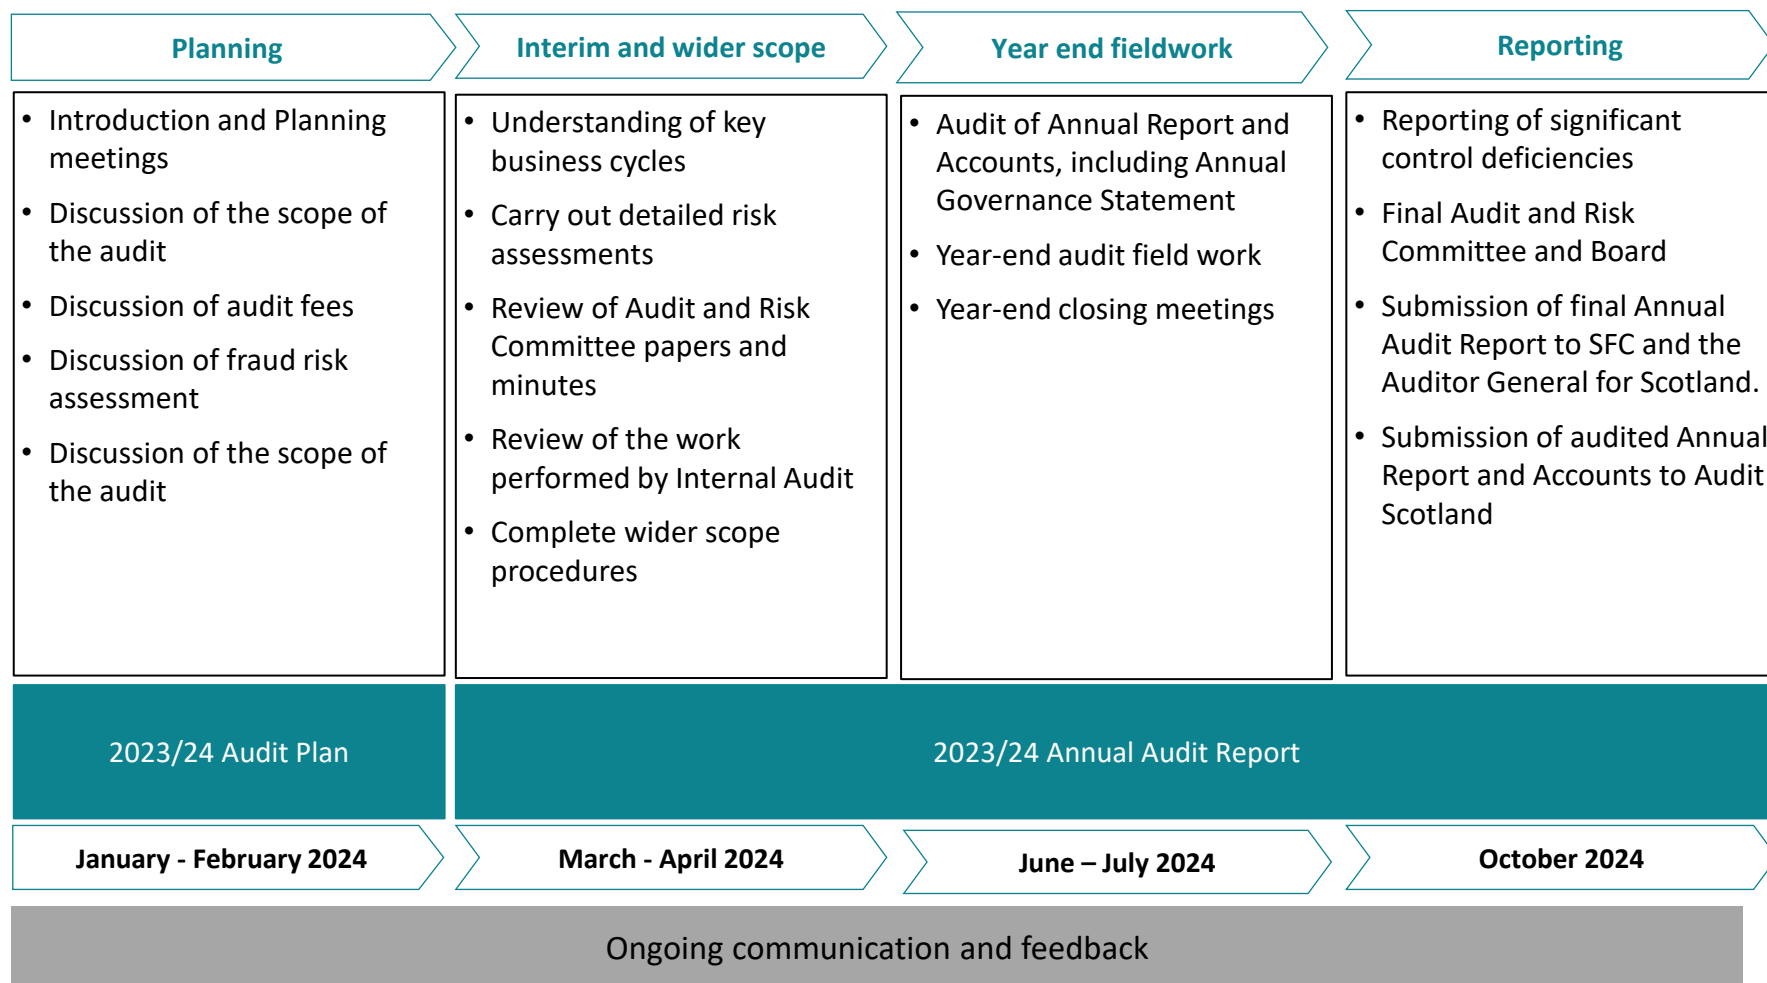 Planning
Interim and wider scope
Year end fieldwork
Reporting
• Introduction and Planning
meetings
• Discussion of the scope of
the audit
• Discussion of audit fees
• Discussion of fraud risk
assessment
• Discussion of the scope of
the audit
• Understanding of key
business cycles
• Carry out detailed risk
assessments
• Review of Audit and Risk
Committee papers and
minutes
• Review of the work
performed by Internal Audit
• Complete wider scope
procedures
• Audit of Annual Report and
Accounts, including Annual
Governance Statement
• Year-end audit field work
• Year-end closing meetings
• Reporting of significant
control deficiencies
• Final Audit and Risk
Committee and Board
• Submission of final Annual
Audit Report to SFC and the
Auditor General for Scotland.
• Submission of audited Annual
Report and Accounts to Audit
Scotland
2023/24 Audit Plan
2023/24 Annual Audit Report
January - February 2024
March - April 2024
June – July 2024
October 2024
Ongoing communication and feedback